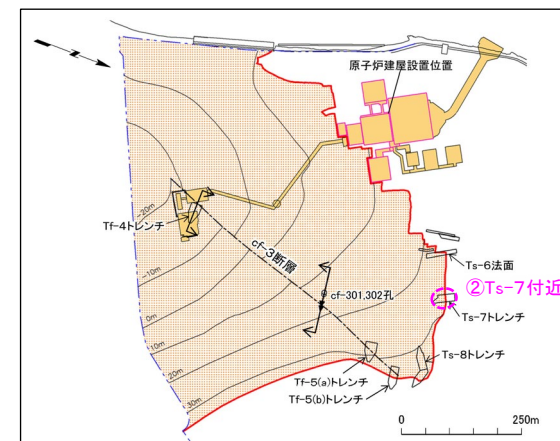 原子炉建屋設置位置
-20m
Tf-4トレンチ
-10m
cf-3断層
Ts-6法面
②Ts-7付近
cf-301,302孔
Ts-7トレンチ
0m
10m
Ts-8トレンチ
20m
Tf-5(a)トレンチ
30m
Tf-5(b)トレンチ
0 250m